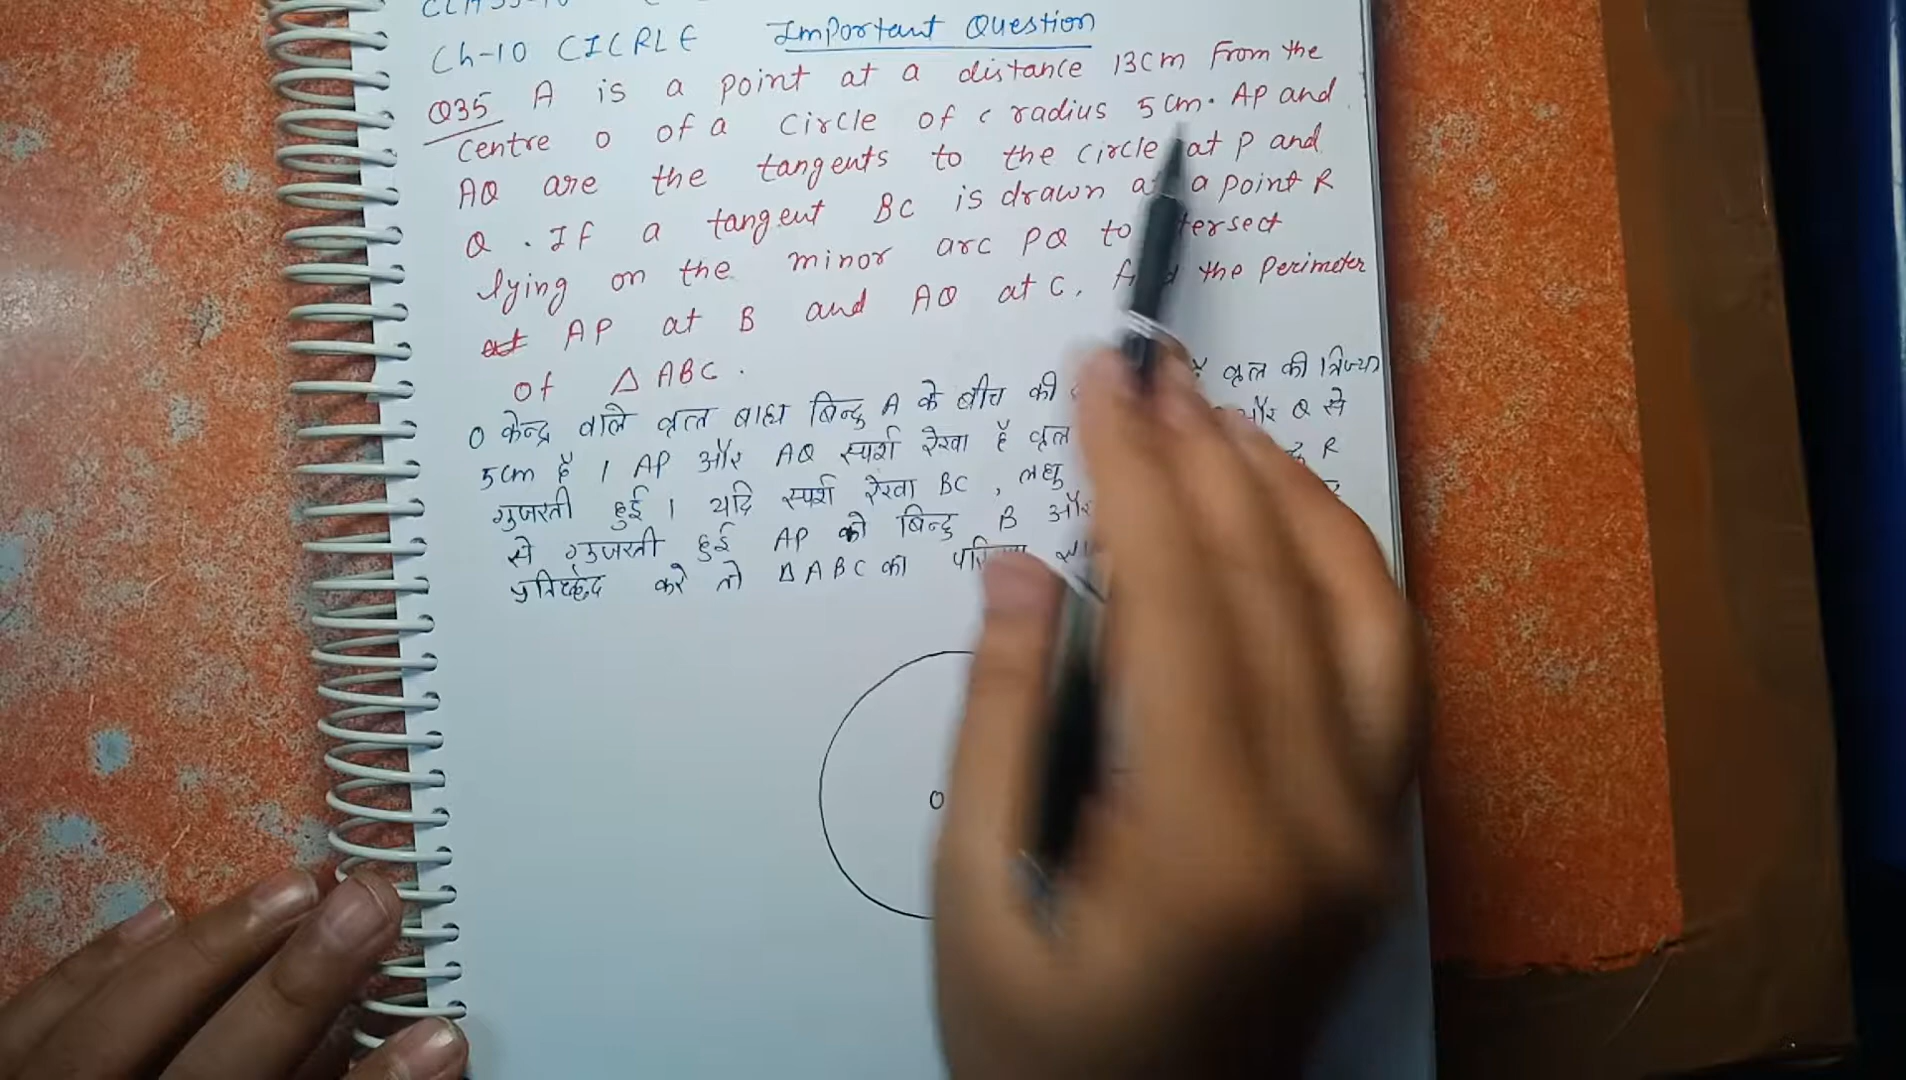 Ch-10 CICRLE Important Question
Q35 A is a point at a distance 13cm From the
centre O of a circle of c radius 5cm. AP and
AQ are the tangents to the circle at P and
Q. If a tangent BC is drawn a a point R
lying on the minor arc PQ to tersect
at AP at B and AQ at C, the perimeter
of △ABC.
O केन्द्र वाले वृत्त बाह्य बिन्दु A के बीच की वृत्त की त्रिज्या
5cm है । AP और AQ स्पर्श रेखा है वृत्त और Q से
गुजरती हुई । यदि स्पर्श रेखा BC, लघु R
से गुजरती हुई AP को बिन्दु B और
प्रतिच्छेद करे तो △ABC का
O